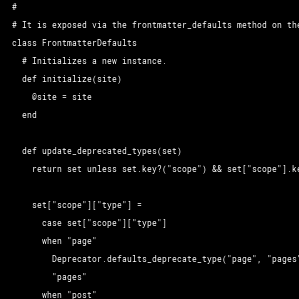 #
# It is exposed via the frontmatter_defaults method on the
class FrontmatterDefaults
# Initializes a new instance.
def initialize(site)
@site = site
end
def update_deprecated_types(set)
return set unless set.key?("scope") && set["scope"].ke
set["scope"]["type"] =
case set["scope"]["type"]
when "page"
Deprecator.defaults_deprecate_type("page", "pages"
"pages"
when "post"